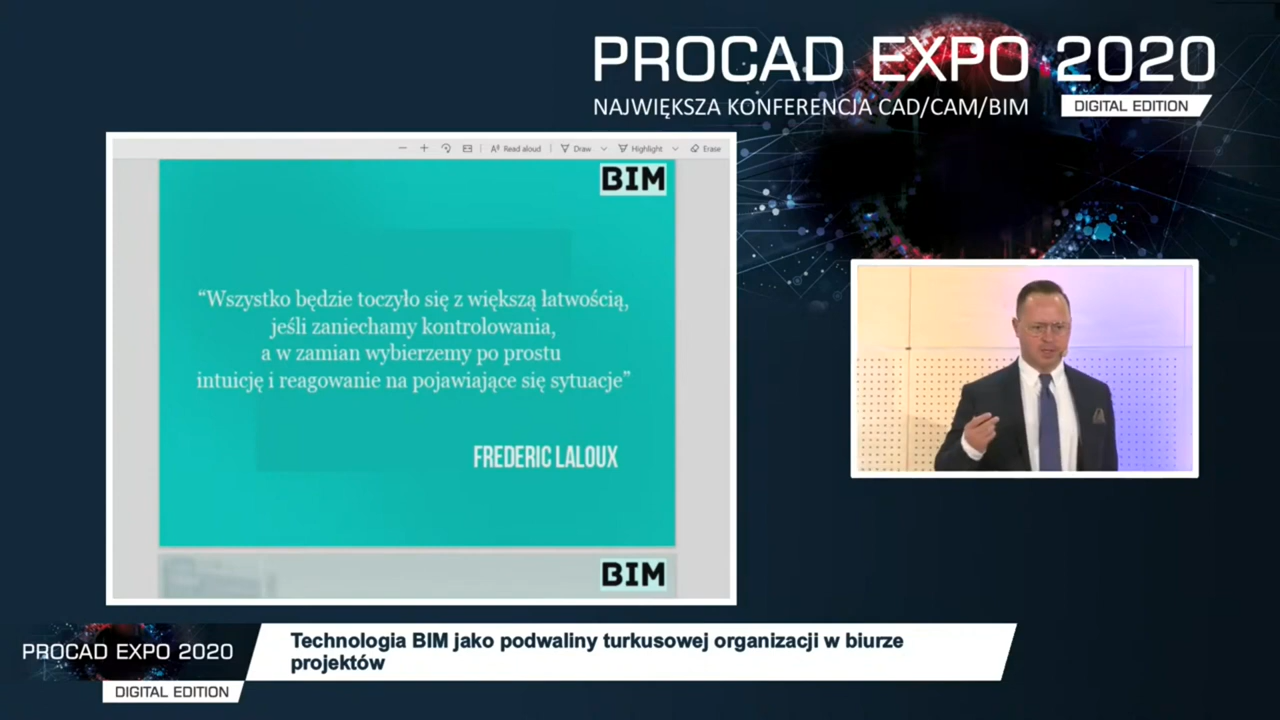 PROCAD EXPO 2020
NAJWIĘKSZA KONFERENCJA CAD/CAM/BIM
DIGITAL EDITION
Read aloud
Draw
Highlight
Erase
BIM
“Wszystko będzie toczyło się z większą łatwością,
jeśli zaniechamy kontrolowania,
a w zamian wybierzemy po prostu
intuicję i reagowanie na pojawiające się sytuacje”
FREDERIC LALOUX
BIM
PROCAD EXPO 2020
DIGITAL EDITION
Technologia BIM jako podwaliny turkusowej organizacji w biurze
projektów